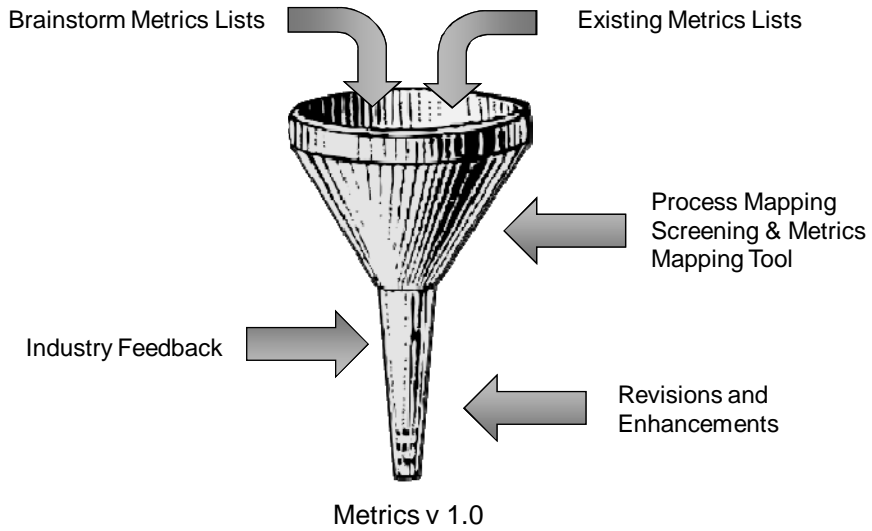 Brainstorm Metrics Lists
Existing Metrics Lists
Process Mapping
Screening & Metrics
Mapping Tool
Industry Feedback
Revisions and
Enhancements
Metrics v 1.0